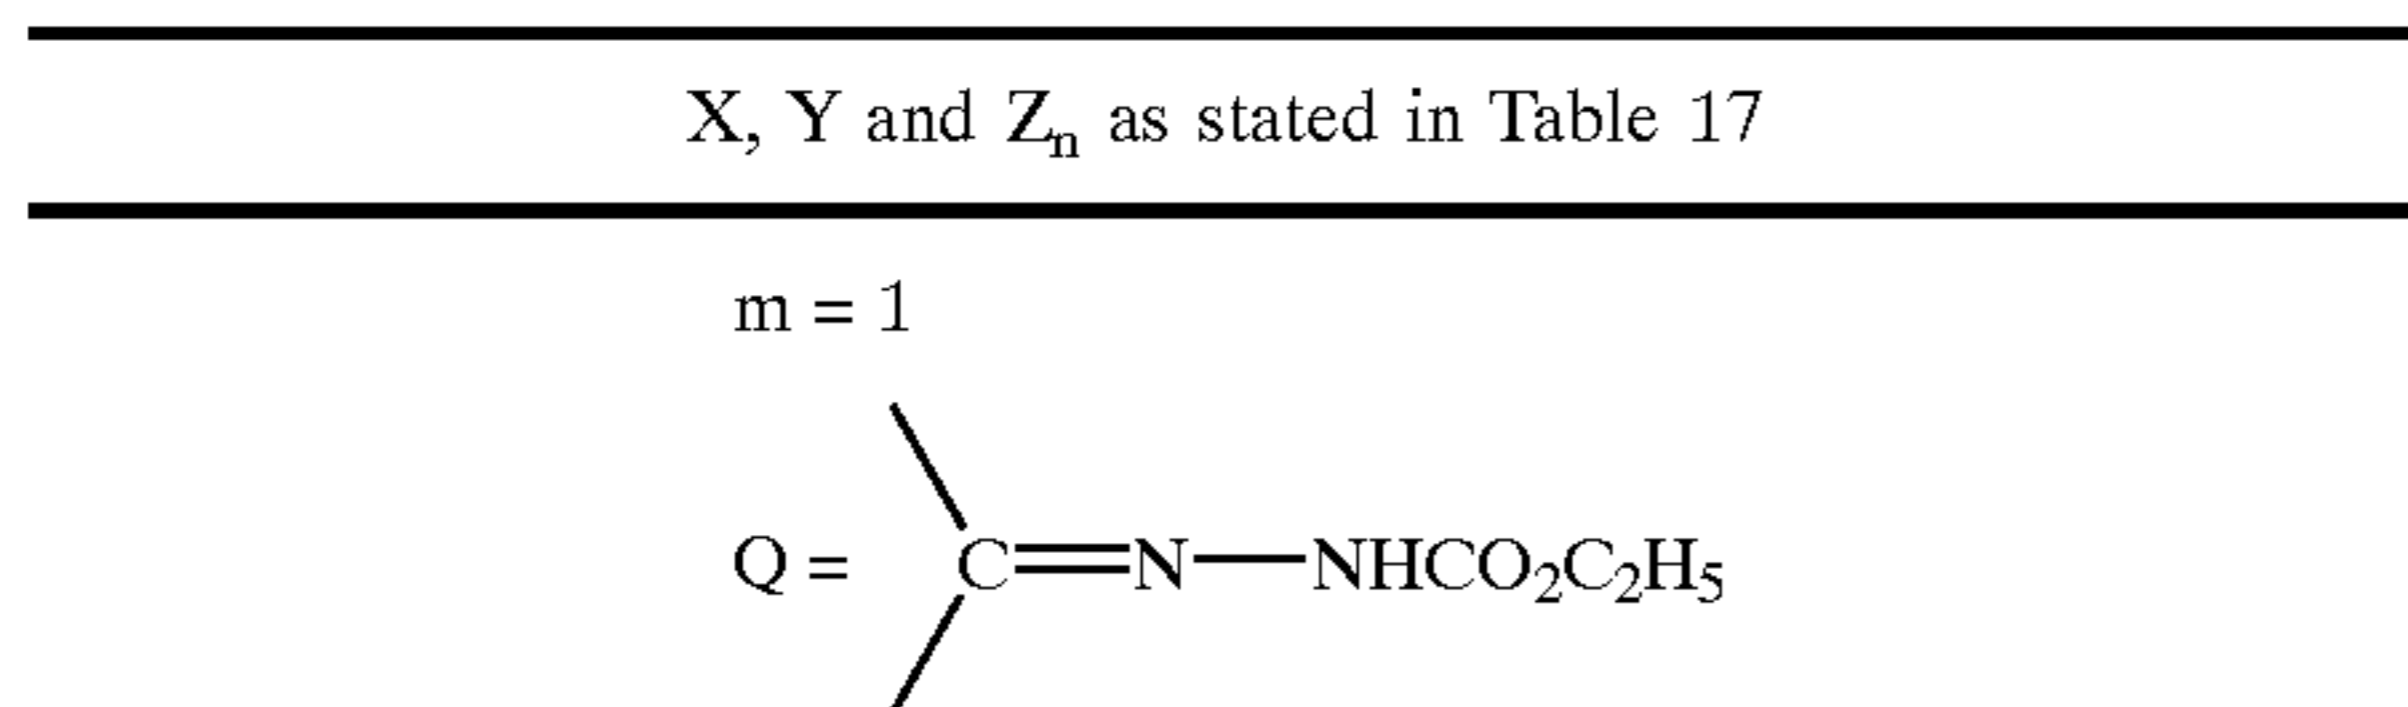 X, Y and Zn as stated in Table 17
m = 1
Q = C=N—NHCO2C2H5